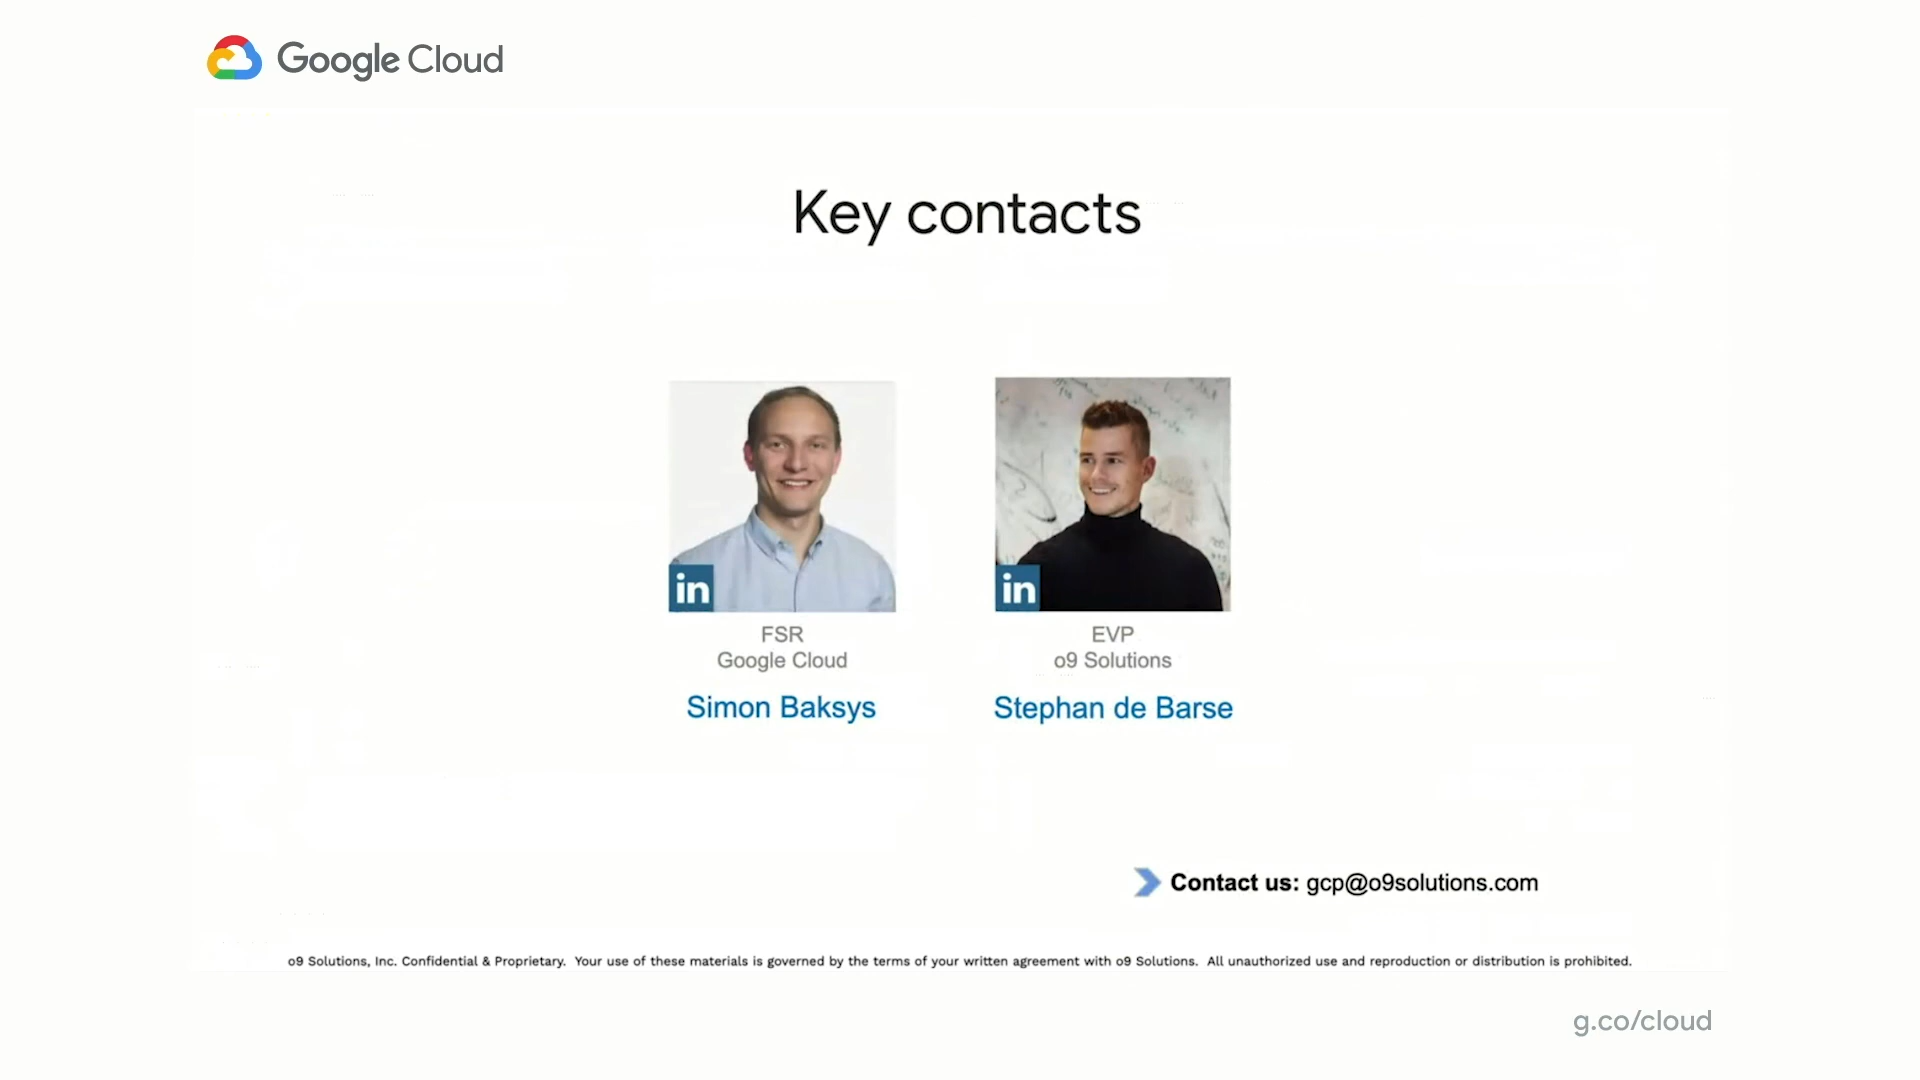 Google Cloud
Key contacts
in
in
FSR
Google Cloud
Simon Baksys
EVP
o9 Solutions
Stephan de Barse
Contact us: gcp@o9solutions.com
o9 Solutions, Inc. Confidential & Proprietary. Your use of these materials is governed by the terms of your written agreement with o9 Solutions. All unauthorized use and reproduction or distribution is prohibited.
g.co/cloud